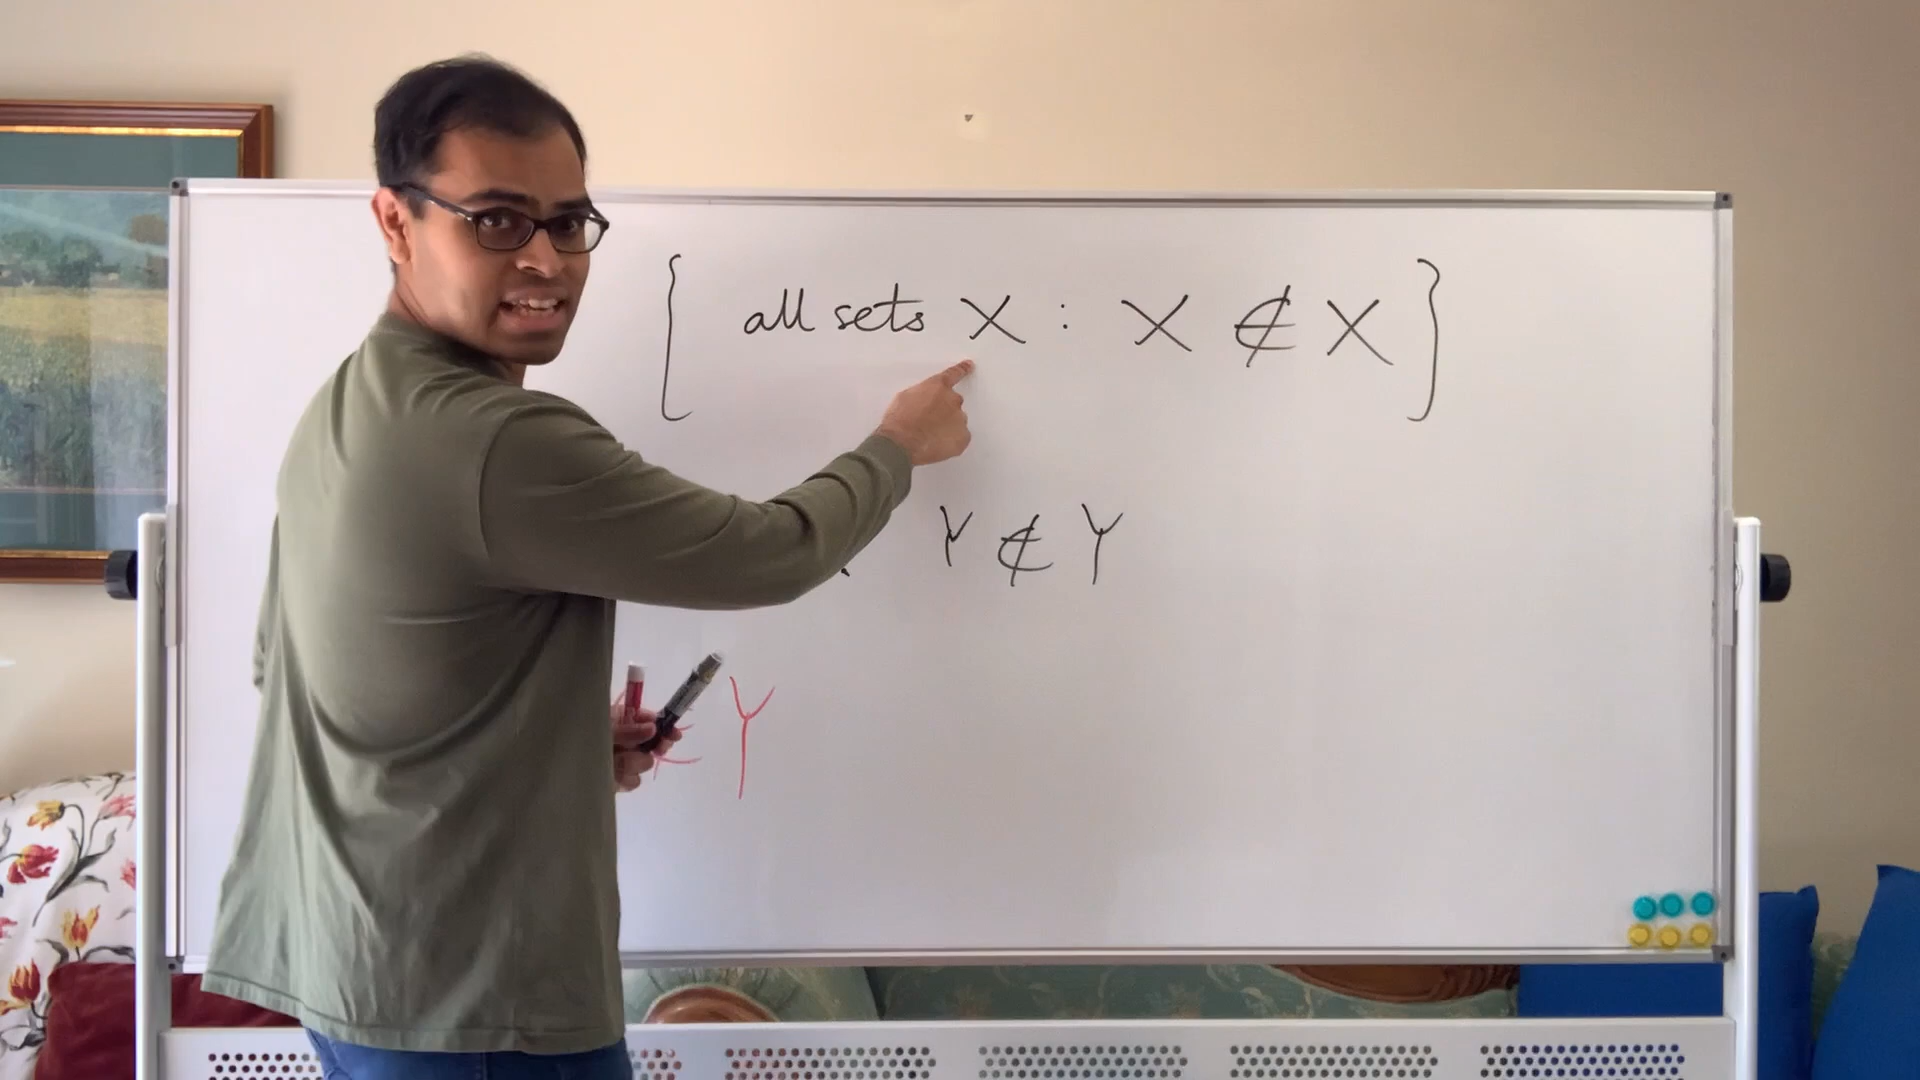 { all sets X : X ∉ X }
Y ∉ Y
Y